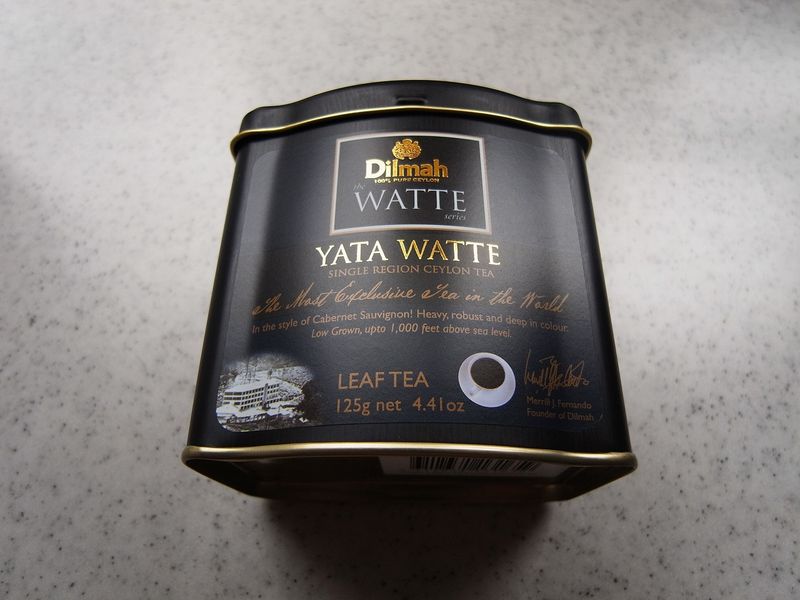 Dilmah
100% PURE CEYLON
the
WATTE
series
YATA WATTE
SINGLE REGION CEYLON TEA
The Most Exclusive Tea in the World
In the style of Cabernet Sauvignon! Heavy, robust and deep in colour.
Low Grown, upto 1,000 feet above sea level.
LEAF TEA
125g net 4.41oz
Merrill J. Fernando
Founder of Dilmah